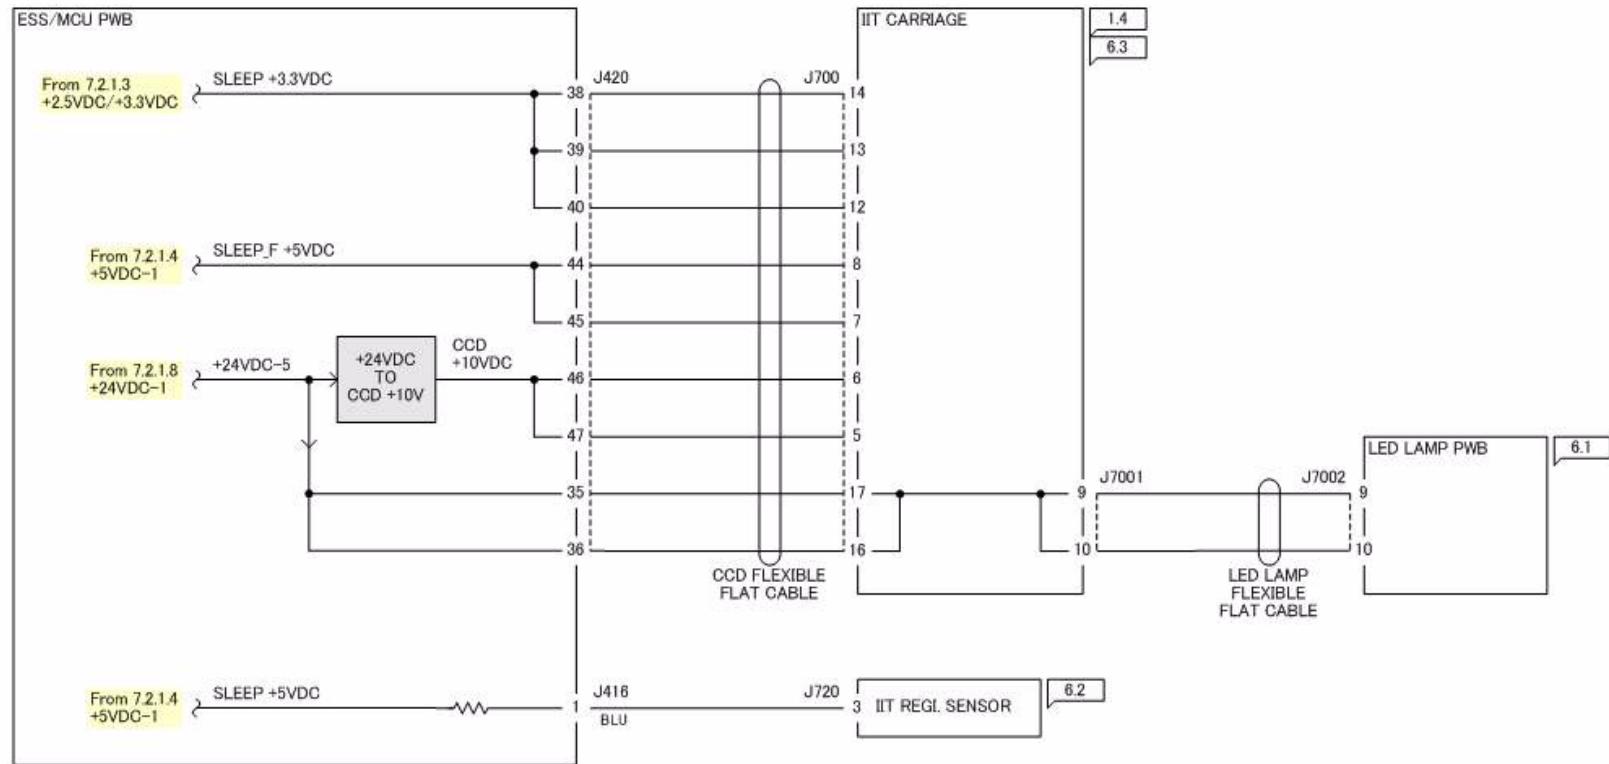 ESS/MCU PWB
IIT CARRIAGE
1.4
6.3
From 7.2.1.3
+2.5VDC/+3.3VDC
SLEEP +3.3VDC
J420
J700
38
14
39
13
40
12
From 7.2.1.4
+5VDC-1
SLEEP_F +5VDC
44
8
45
7
From 7.2.1.8
+24VDC-1
+24VDC-5
+24VDC
TO
CCD +10V
CCD
+10VDC
46
6
47
5
LED LAMP PWB
6.1
35
17
9
J7001
J7002
9
36
16
10
10
CCD FLEXIBLE
FLAT CABLE
LED LAMP
FLEXIBLE
FLAT CABLE
From 7.2.1.4
+5VDC-1
SLEEP +5VDC
1
J416
BLU
J720
3
IIT REGI. SENSOR
6.2